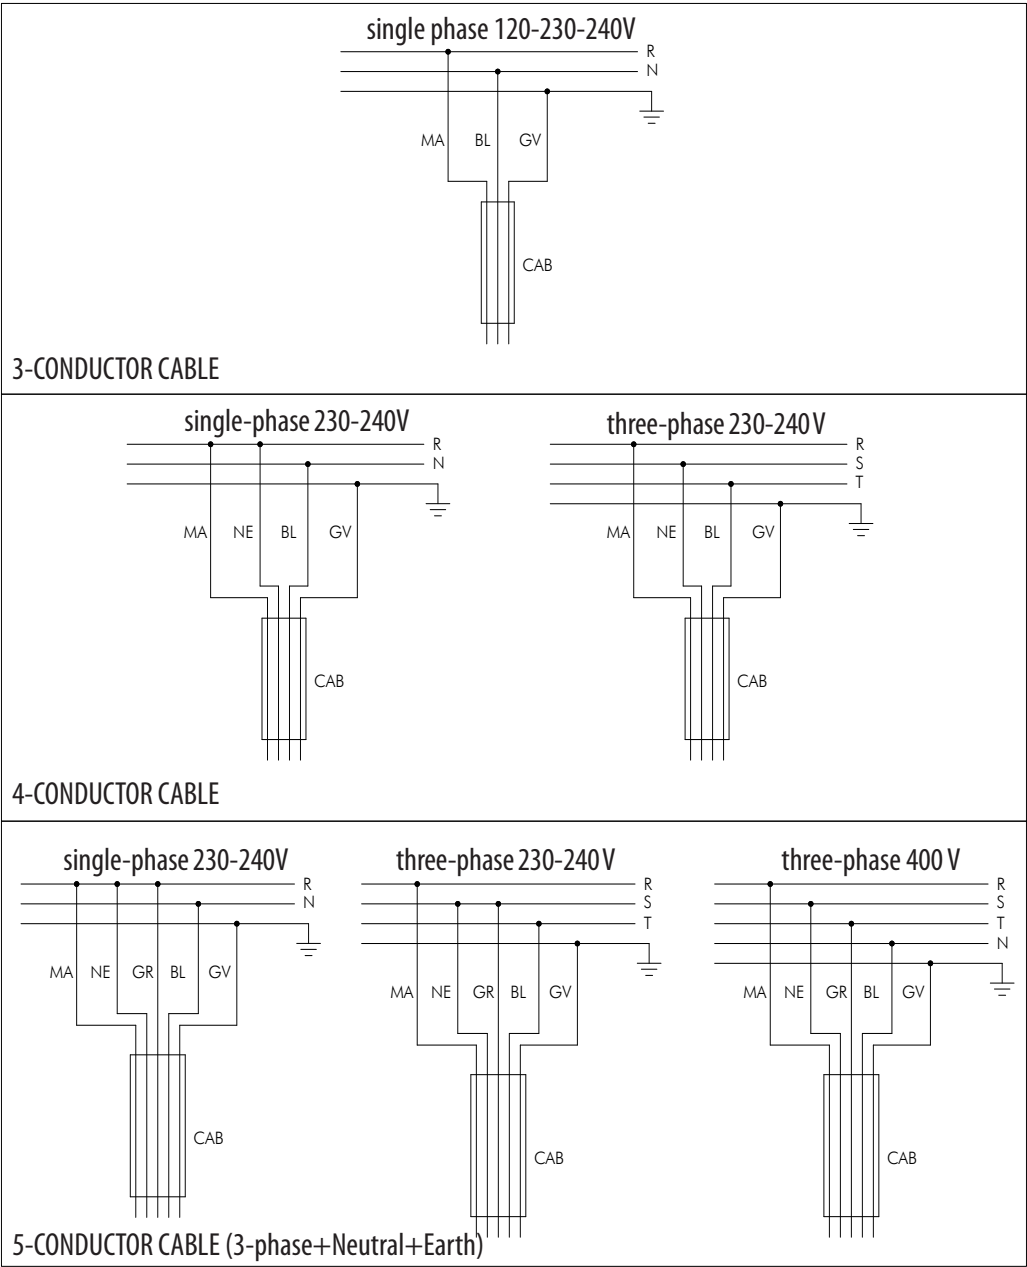 single phase 120-230-240V
R
N
MA BL GV
CAB
3-CONDUCTOR CABLE
single-phase 230-240V
R
N
MA NE BL GV
CAB
three-phase 230-240 V
R
S
T
MA NE BL GV
CAB
4-CONDUCTOR CABLE
single-phase 230-240V
R
N
MA NE GR BL GV
CAB
three-phase 230-240 V
R
S
T
MA NE GR BL GV
CAB
three-phase 400 V
R
S
T
N
MA NE GR BL GV
CAB
5-CONDUCTOR CABLE (3-phase+Neutral+Earth)